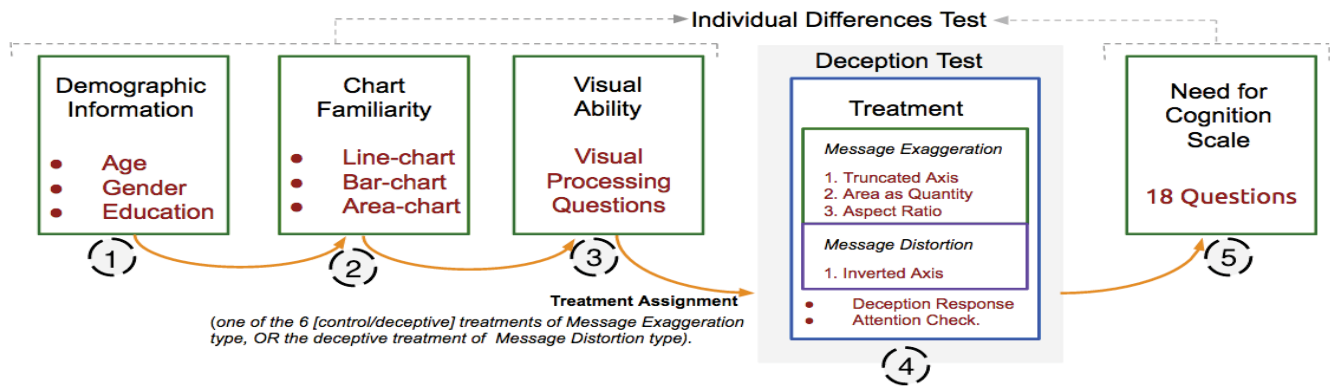 Individual Differences Test
Demographic
Information
• Age
• Gender
• Education
1
Chart
Familiarity
• Line-chart
• Bar-chart
• Area-chart
2
Visual
Ability
Visual
Processing
Questions
3
Treatment Assignment
(one of the 6 [control/deceptive] treatments of Message Exaggeration
type, OR the deceptive treatment of Message Distortion type).
Deception Test
Treatment
Message Exaggeration
1. Truncated Axis
2. Area as Quantity
3. Aspect Ratio
Message Distortion
1. Inverted Axis
• Deception Response
• Attention Check.
4
Need for
Cognition
Scale
18 Questions
5